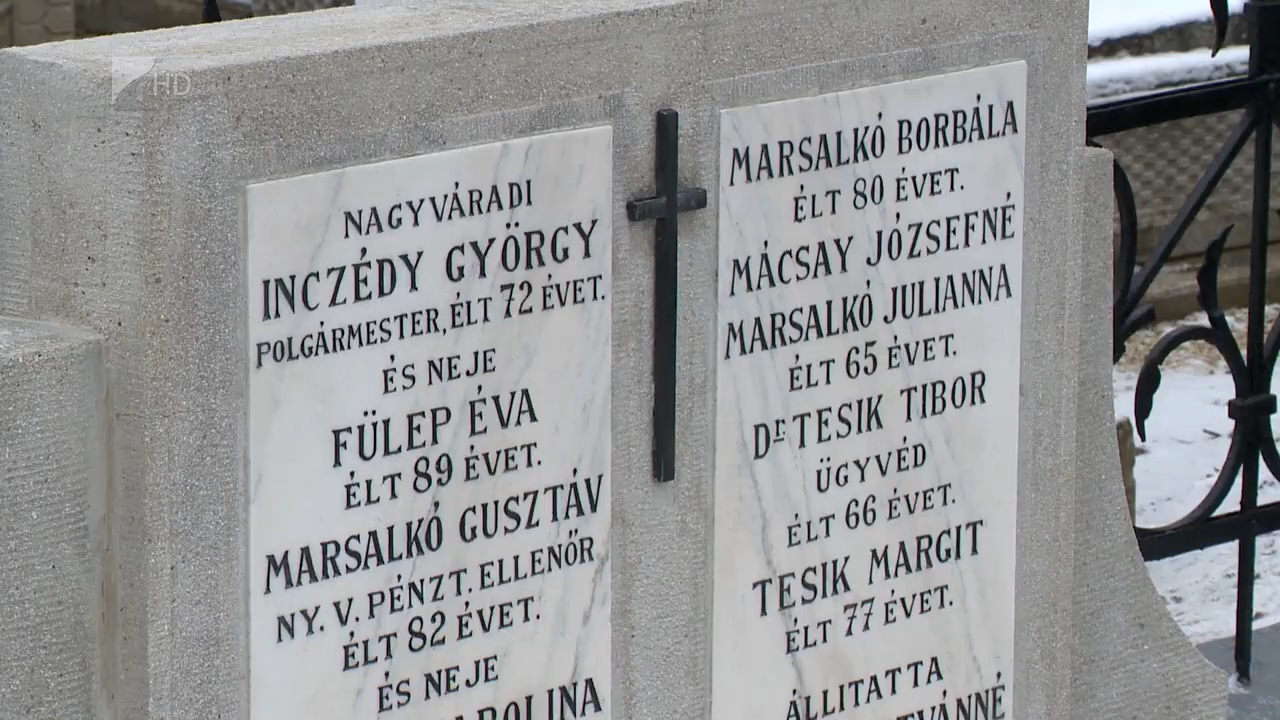 HD
NAGYVÁRADI
INCZÉDY GYÖRGY
POLGÁRMESTER, ÉLT 72 ÉVET.
ÉS NEJE
FÜLEP ÉVA
ÉLT 89 ÉVET.
MARSALKÓ GUSZTÁV
NY. V. PÉNZT. ELLENŐR
ÉLT 82 ÉVET.
ÉS NEJE
MARSALKÓ BORBÁLA
ÉLT 80 ÉVET.
MÁCSAY JÓZSEFNÉ
MARSALKÓ JULIANNA
ÉLT 65 ÉVET.
Dr TESIK TIBOR
ÜGYVÉD
ÉLT 66 ÉVET.
TESIK MARGIT
ÉLT 77 ÉVET.
ÁLLITATTA